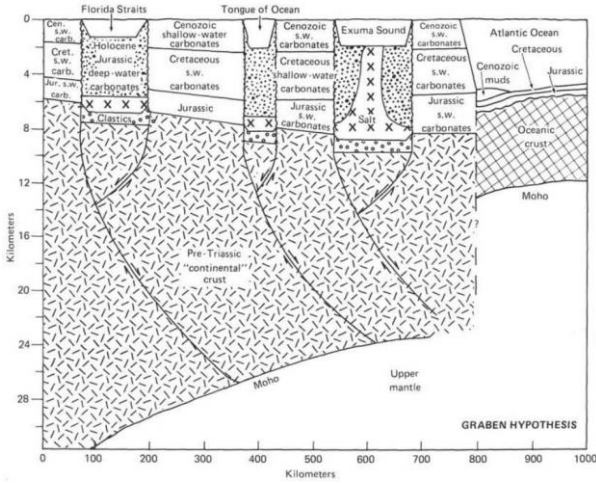 Florida Straits
Tongue of Ocean
Cen.
s.w.
carb.
Cret.
s.w.
carb.
Jur. s.w.
carb.
Holocene
Jurassic
deep-water
carbonates
X X X
Clastics
Cenozoic
shallow-water
carbonates
Cretaceous
s.w.
carbonates
Jurassic
X X
Cenozoic
s.w.
carbonates
Cretaceous
shallow-water
carbonates
Jurassic
s.w.
carbonates
Exuma Sound
Salt
Cenozoic
s.w.
carbonates
Cretaceous
s.w.
carbonates
Jurassic
s.w.
carbonates
Atlantic Ocean
Cretaceous
Jurassic
Cenozoic
muds
Oceanic
crust
Moho
Pre-Triassic
"continental"
crust
Moho
Upper
mantle
GRABEN HYPOTHESIS
0
4
8
12
16
20
24
28
Kilometers
0 100 200 300 400 500 600 700 800 900 1000
Kilometers